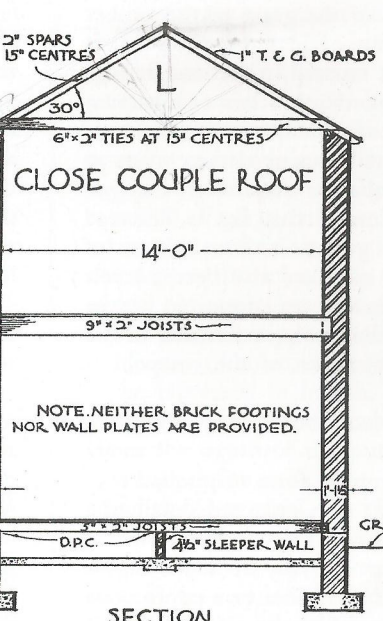 2" SPARS
15" CENTRES
1" T. & G. BOARDS
L
30°
6"×2" TIES AT 15" CENTRES
CLOSE COUPLE ROOF
14'-0"
9"×2" JOISTS
NOTE. NEITHER BRICK FOOTINGS
NOR WALL PLATES ARE PROVIDED.
1'-1½"
5"×2" JOISTS
GR
D.P.C.
4½" SLEEPER WALL
SECTION